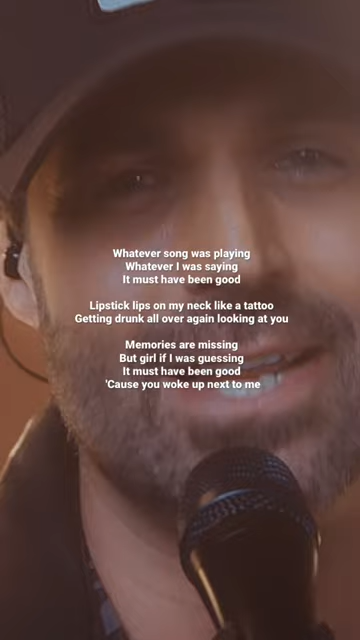 Whatever song was playing
Whatever I was saying
It must have been good
Lipstick lips on my neck like a tattoo
Getting drunk all over again looking at you
Memories are missing
But girl if I was guessing
It must have been good
'Cause you woke up next to me